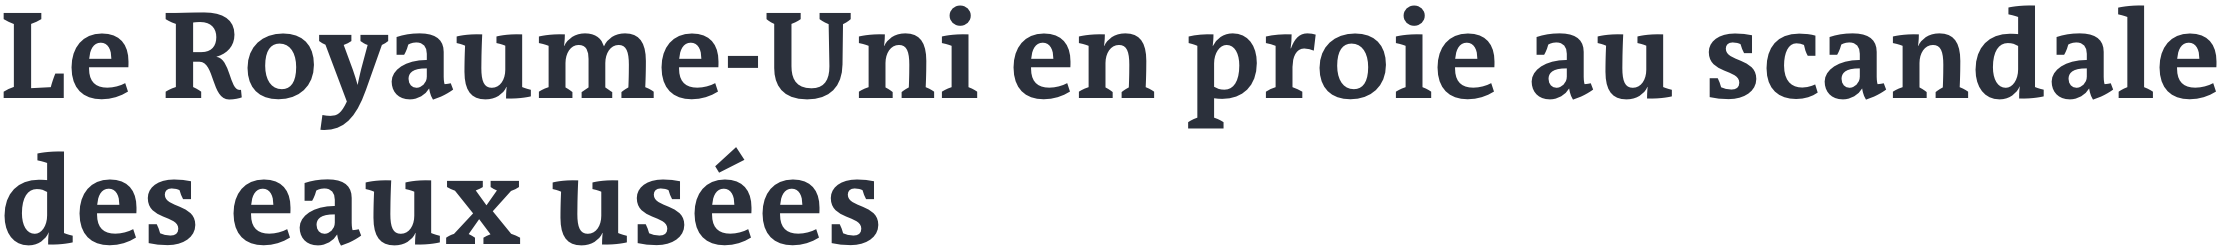 Le Royaume-Uni en proie au scandale
des eaux usées